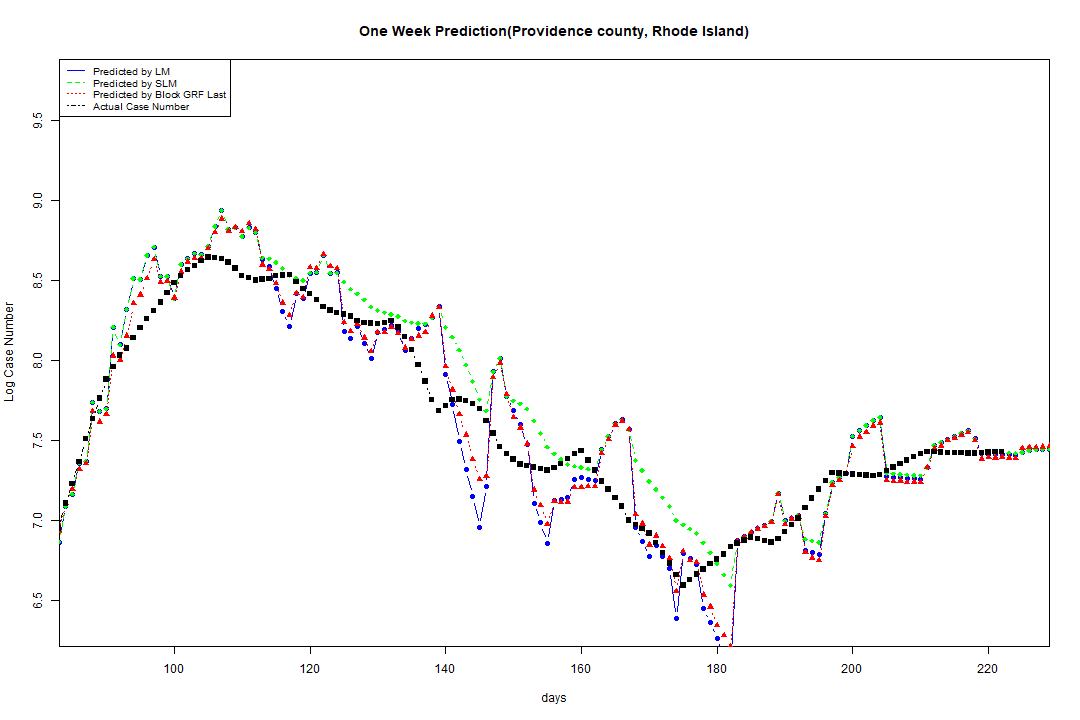 One Week Prediction(Providence county, Rhode Island)
Predicted by LM
Predicted by SLM
Predicted by Block GRF Last
Actual Case Number
Log Case Number
9.5
9.0
8.5
8.0
7.5
7.0
6.5
100 120 140 160 180 200 220
days